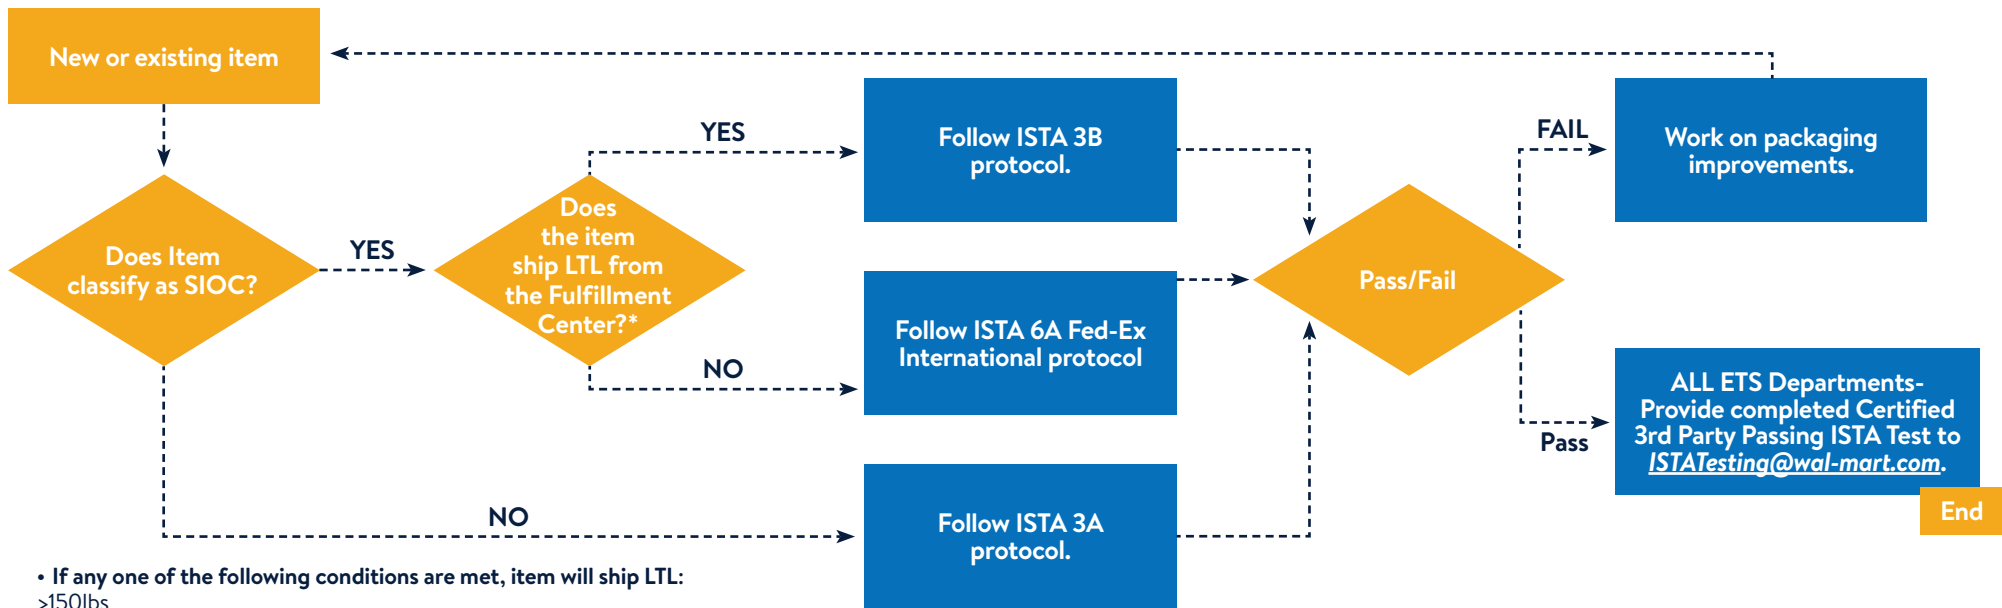 New or existing item
Does Item
classify as SIOC?
YES
Does
the item
ship LTL from
the Fulfillment
Center?*
YES
NO
NO
Follow ISTA 3B
protocol.
Follow ISTA 6A Fed-Ex
International protocol
Follow ISTA 3A
protocol.
Pass/Fail
FAIL
Work on packaging
improvements.
Pass
ALL ETS Departments-
Provide completed Certified
3rd Party Passing ISTA Test to
ISTATesting@wal-mart.com.
End
• If any one of the following conditions are met, item will ship LTL:
>150lbs